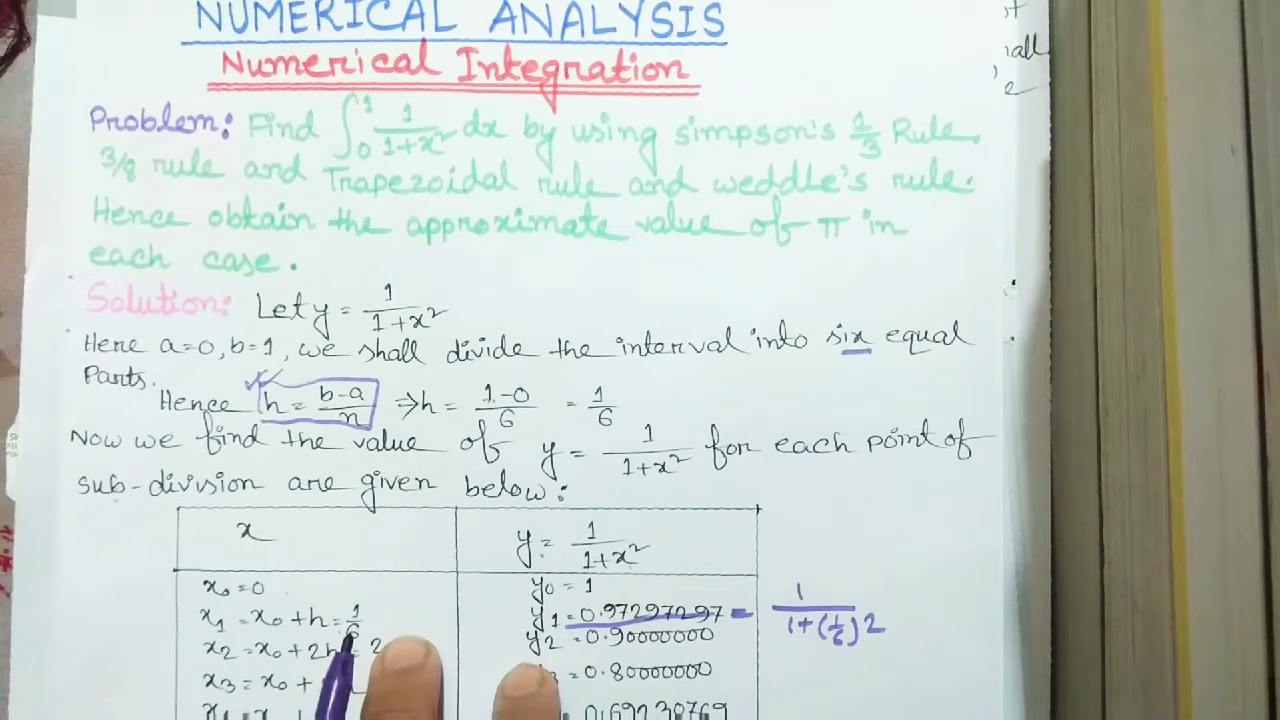 NUMERICAL ANALYSIS
Numerical Integration
Problem: Find ∫₀¹ 1/(1+x²) dx by using simpson's 1/3 Rule,
3/8 rule and Trapezoidal rule and weddle's rule.
Hence obtain the approximate value of π in
each case.
Solution: Let y = 1/(1+x²)
Here a=0, b=1, we shall divide the interval into six equal
Parts.
Hence h = (b-a)/n ⇒ h = (1-0)/6 = 1/6
Now we find the value of y = 1/(1+x²) for each point of
sub-division are given below:
x y = 1/(1+x²)
x₀ = 0 y₀ = 1
x₁ = x₀ + h = 1/6 y₁ = 0.97297297 = 1/(1+(1/6)2)
x₂ = x₀ + 2h = 2 y₂ = 0.90000000
x₃ = x₀ + 3 = 0.80000000
0.69230769